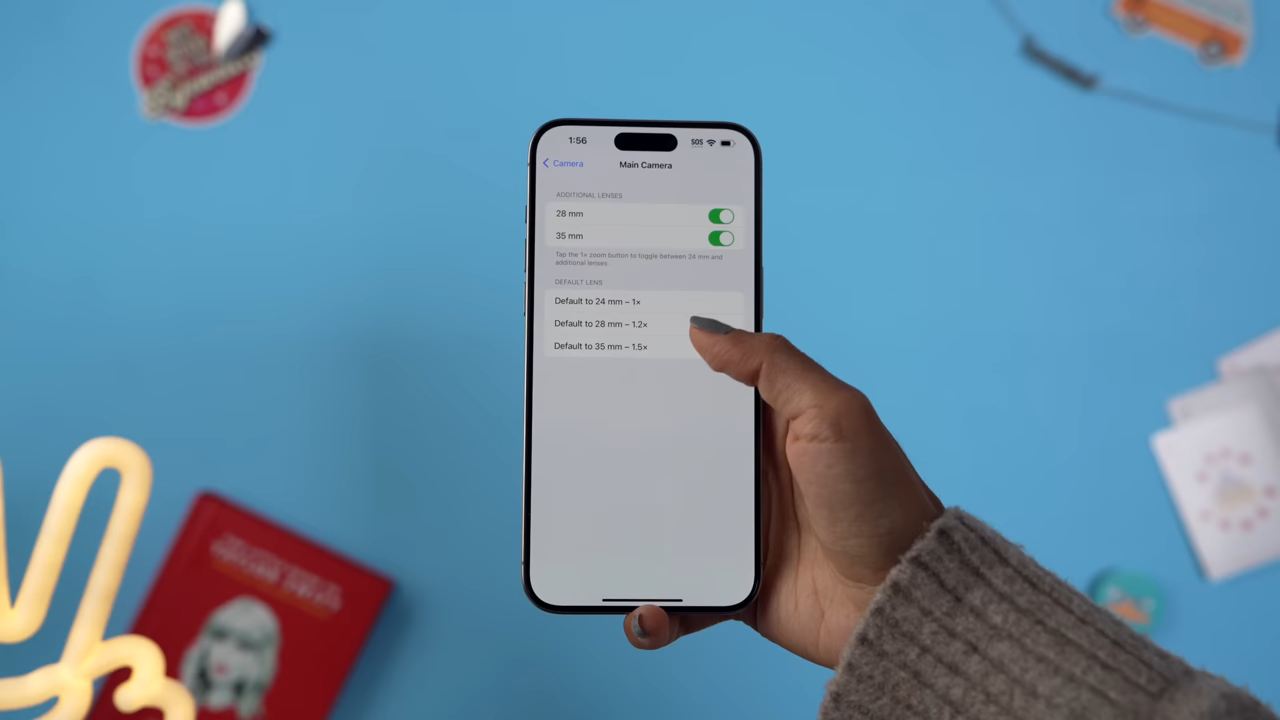 1:56
SOS
Camera
Main Camera
ADDITIONAL LENSES
28 mm
35 mm
Tap the 1× zoom button to toggle between 24 mm and
additional lenses.
DEFAULT LENS
Default to 24 mm – 1×
Default to 28 mm – 1.2×
Default to 35 mm – 1.5×